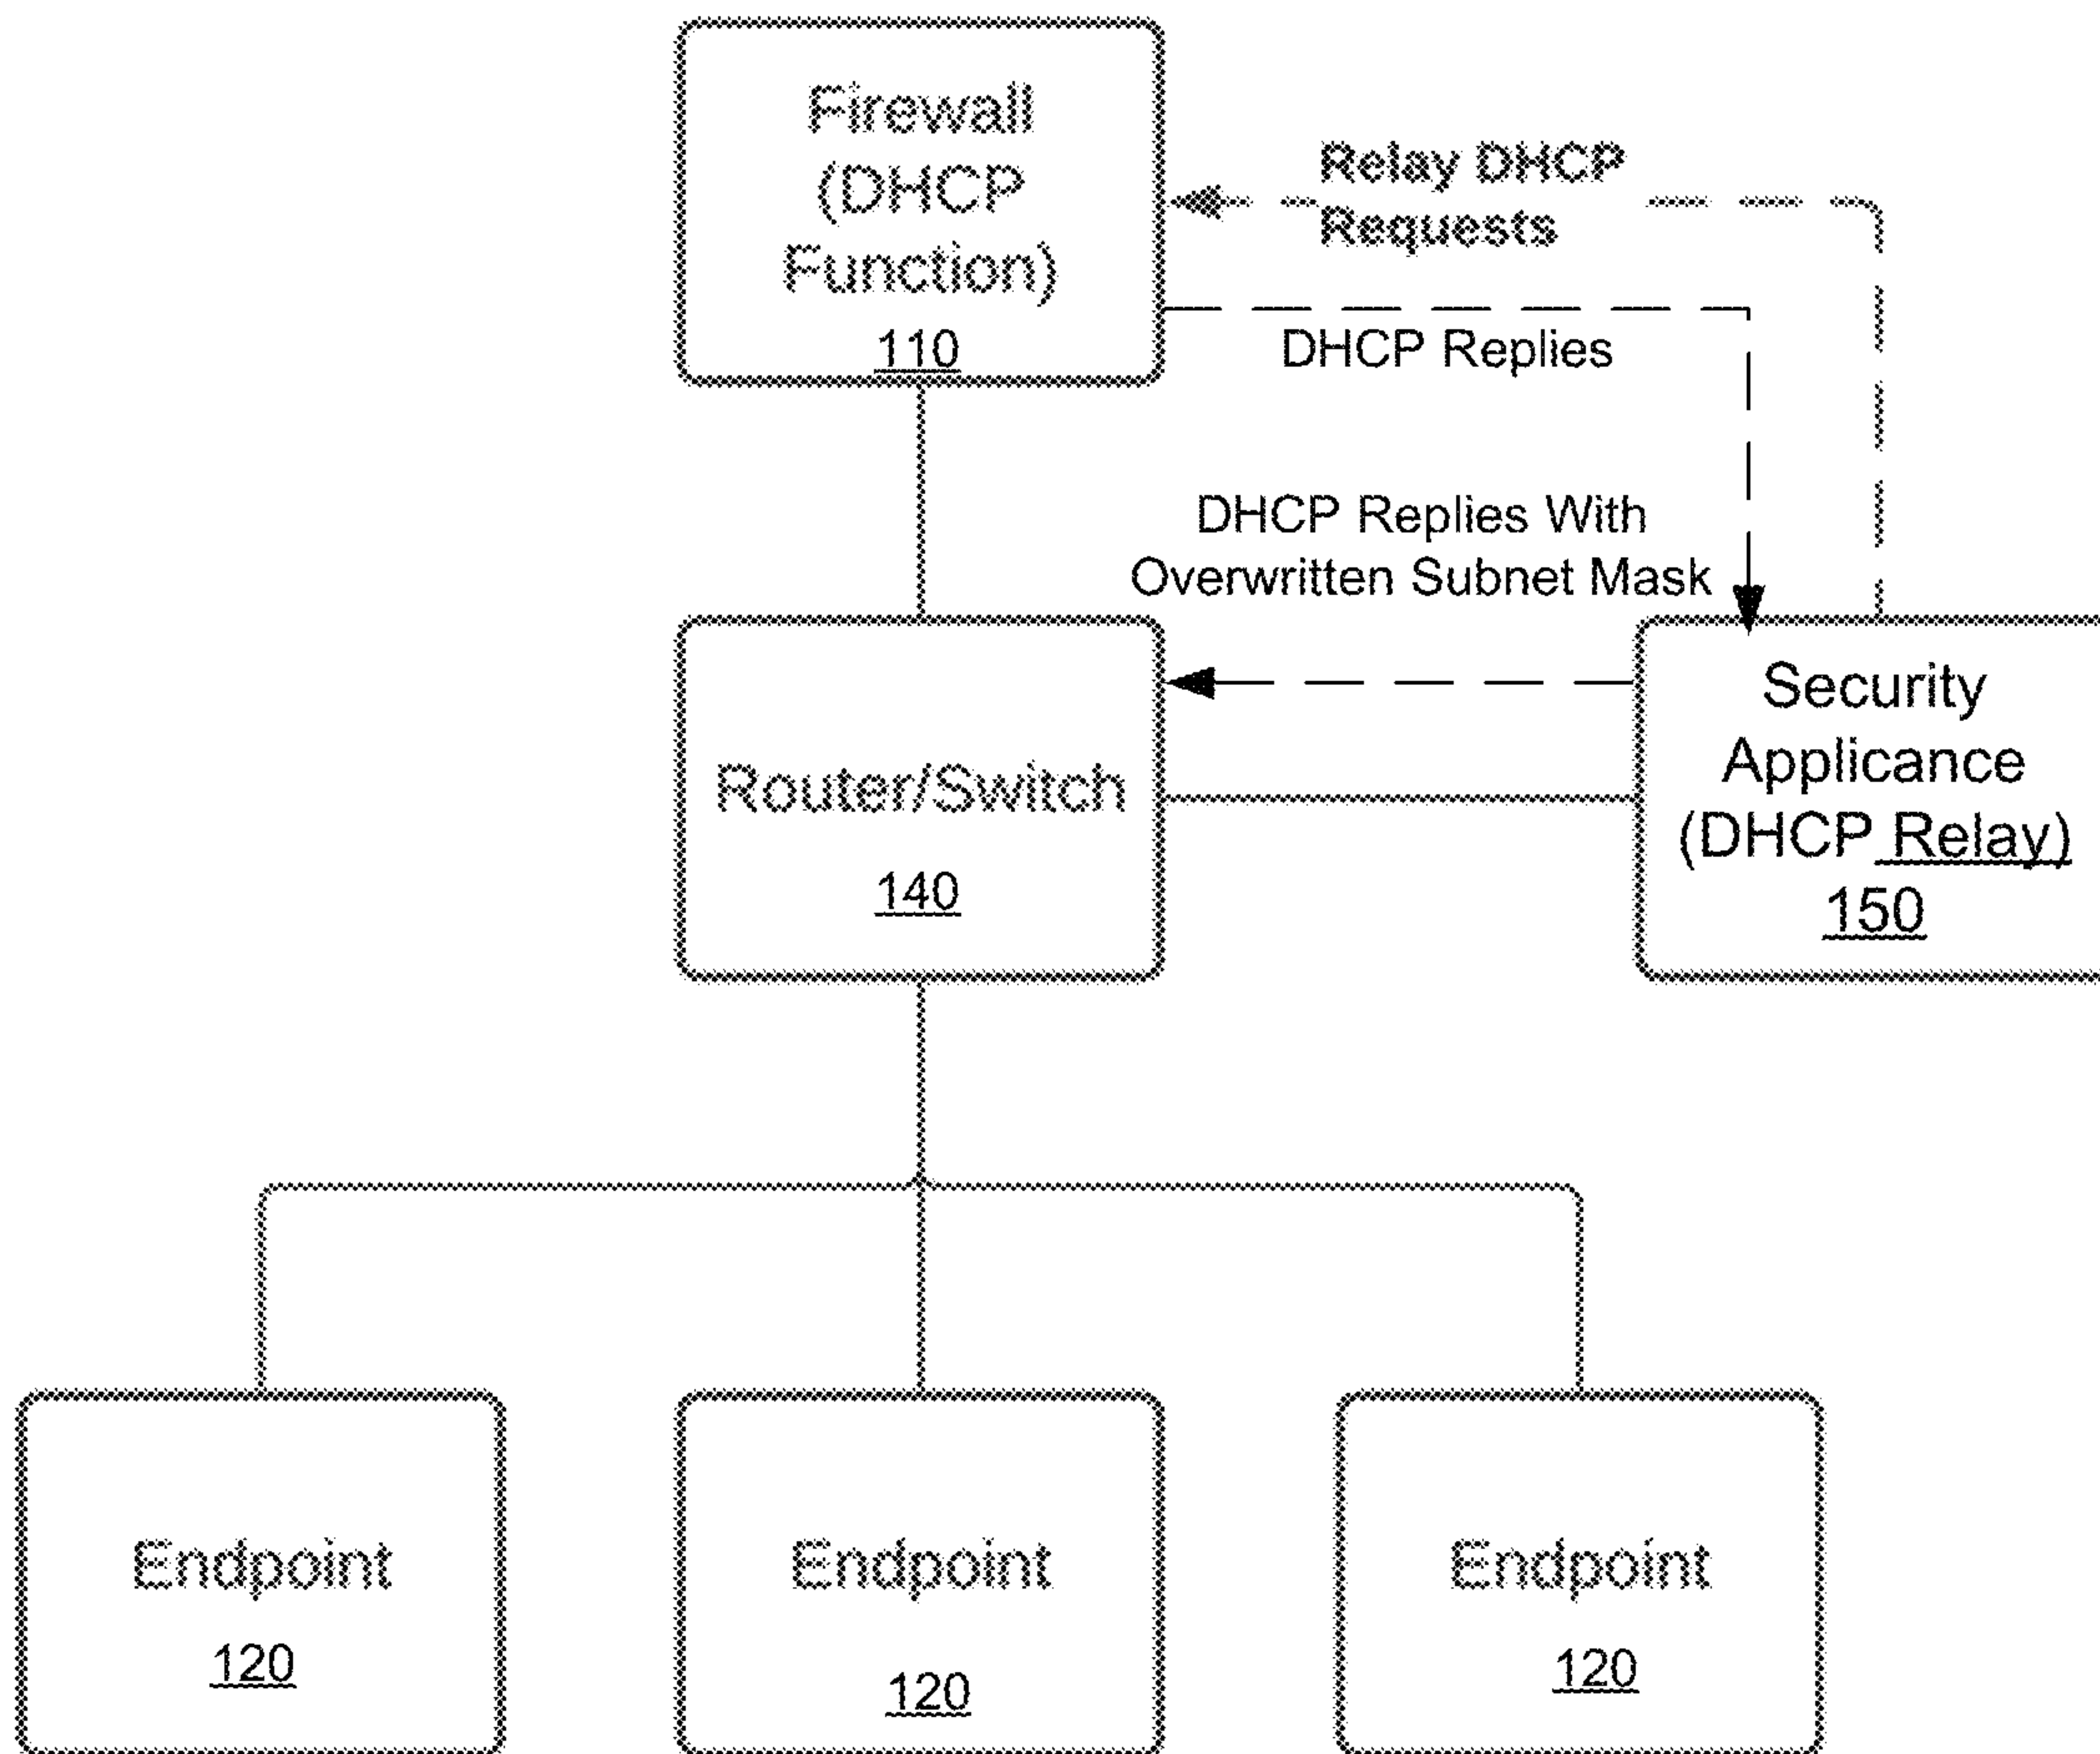 Firewall
(DHCP
Function)
110
Relay DHCP
Requests
DHCP Replies
DHCP Replies With
Overwritten Subnet Mask
Router/Switch
140
Security
Applicance
(DHCP Relay)
150
Endpoint
120
Endpoint
120
Endpoint
120